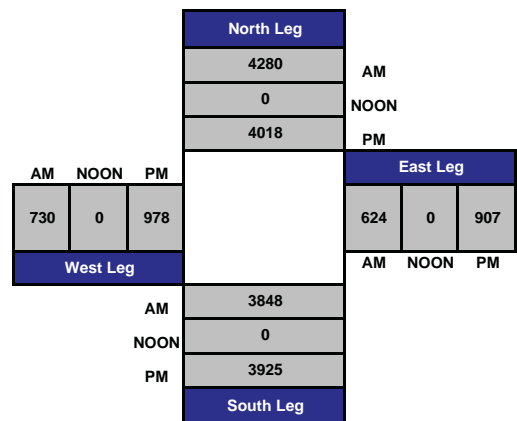 North Leg
4280
AM
0
NOON
4018
PM
AM NOON PM
East Leg
730 0 978
624 0 907
West Leg
AM NOON PM
3848
AM
0
NOON
3925
PM
South Leg